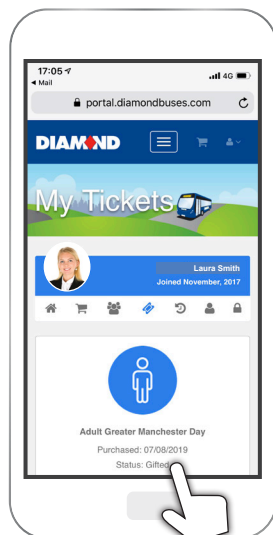 17:05
4G
◄ Mail
portal.diamondbuses.com
DIAMOND
My Tickets
Laura Smith
Joined November, 2017
Adult Greater Manchester Day
Purchased: 07/08/2019
Status: Gifted